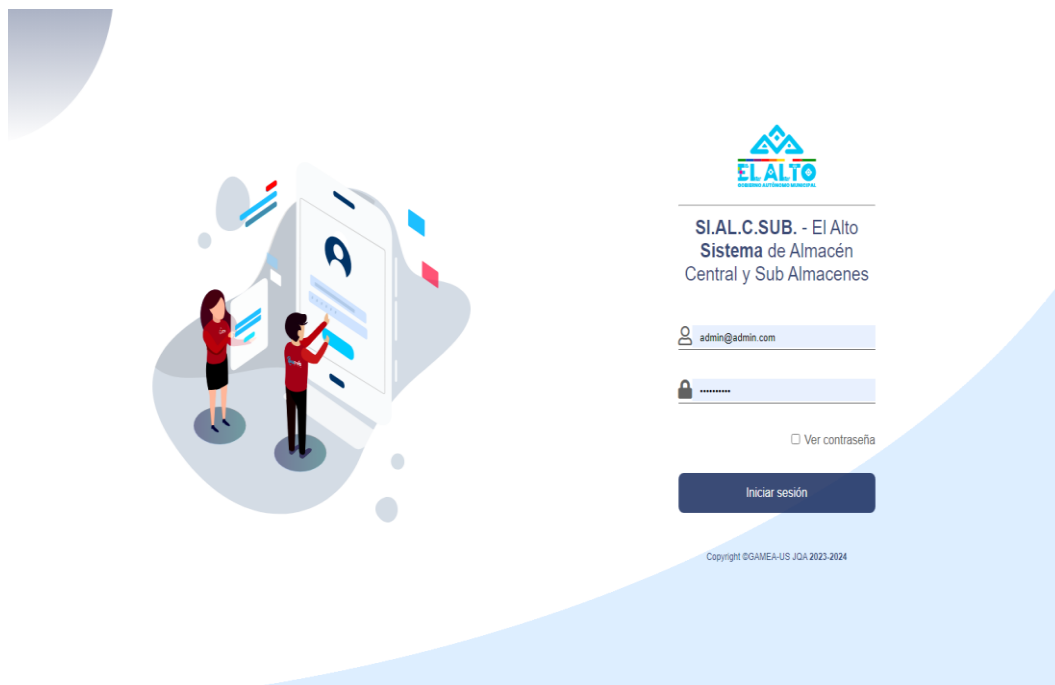 EL ALTO
GOBIERNO AUTÓNOMO MUNICIPAL
SI.AL.C.SUB. - El Alto
Sistema de Almacén
Central y Sub Almacenes
admin@admin.com
Ver contraseña
Iniciar sesión
Copyright ©GAMEA-US JQA 2023-2024